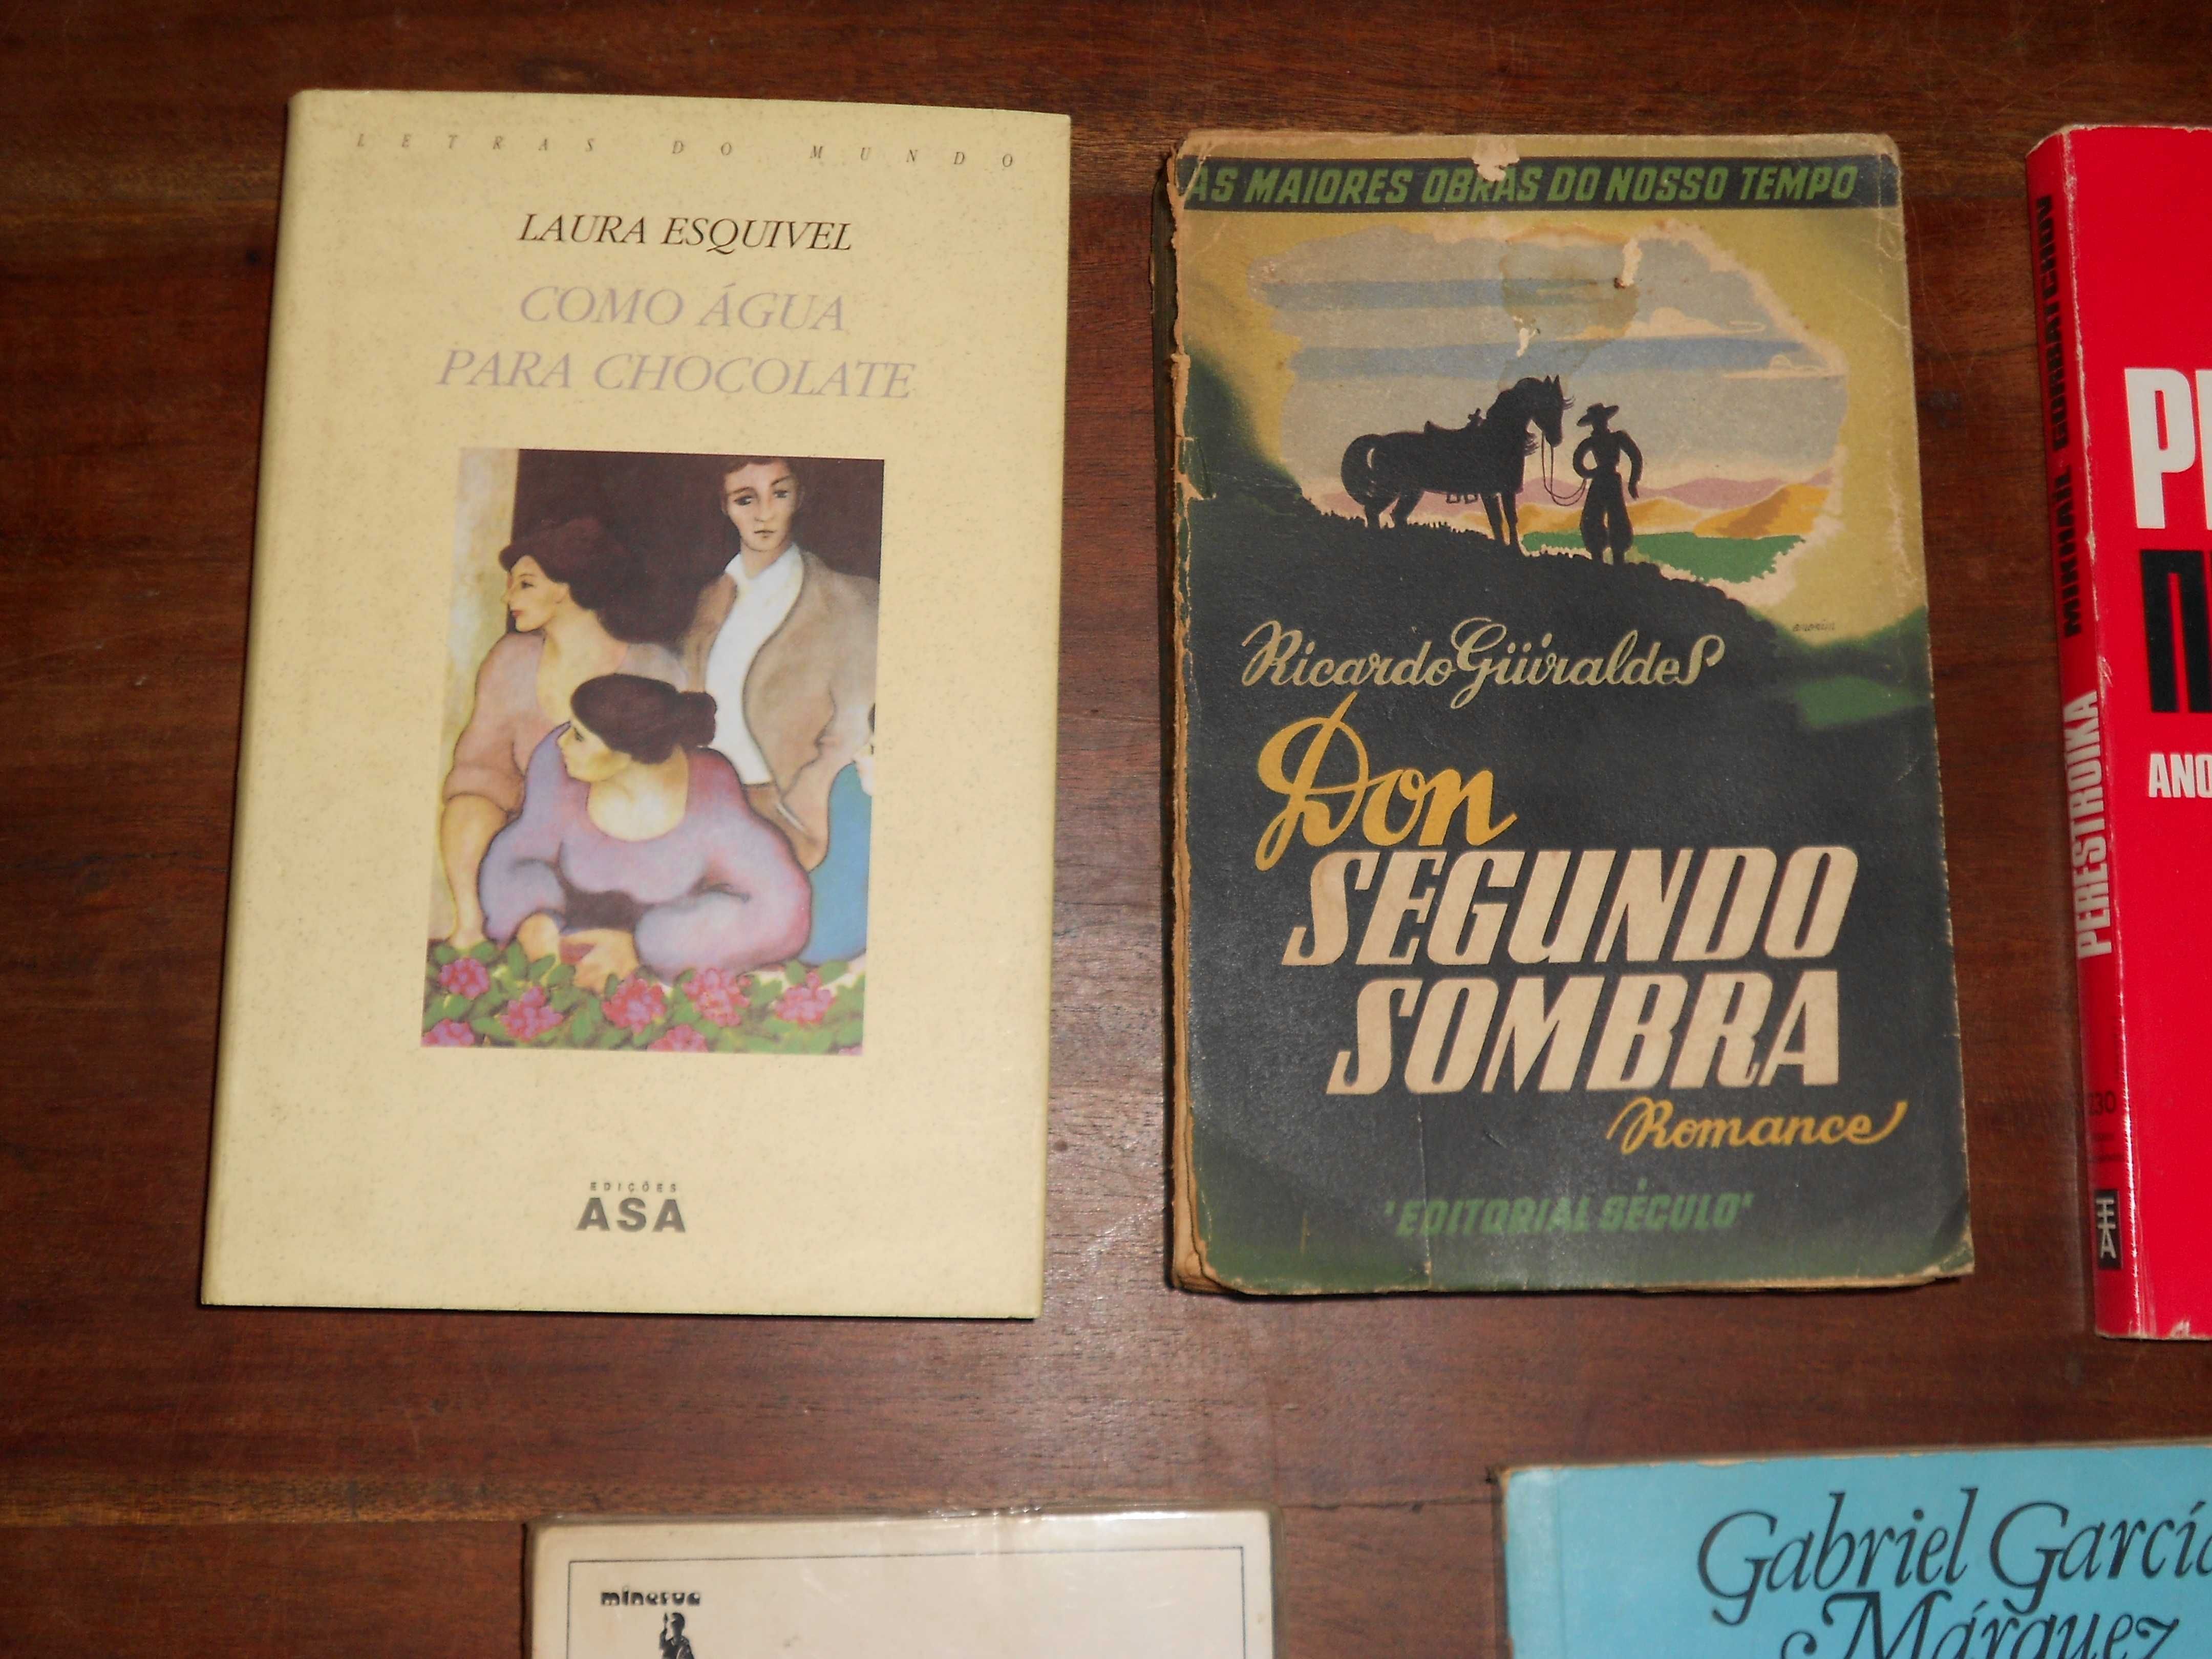 LETRAS DO MUNDO
LAURA ESQUIVEL
COMO ÁGUA
PARA CHOCOLATE
EDIÇÕES
ASA
AS MAIORES OBRAS DO NOSSO TEMPO
Ricardo Güiraldes
Don
SEGUNDO
SOMBRA
Romance
'EDITORIAL SÉCULO'
PERESTROIKA MIKHAIL GORBATCHOV
230
minerva
Gabriel García
Márquez